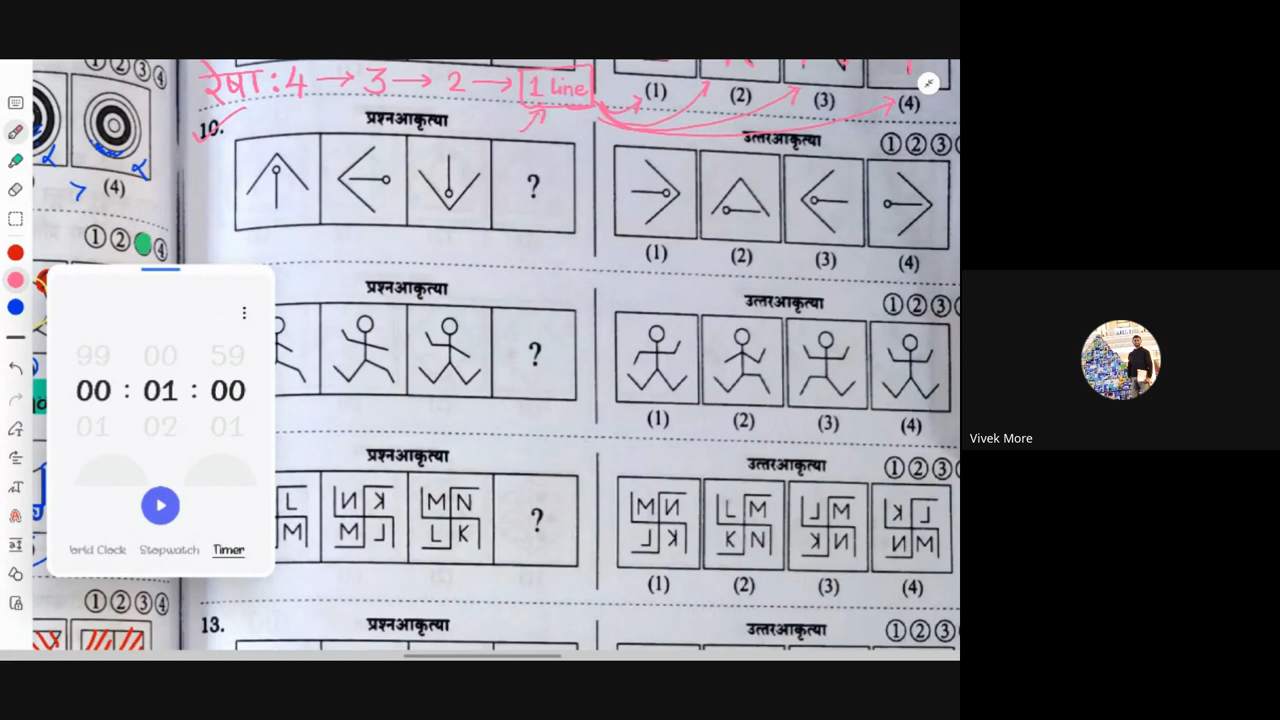 ①②③④
(4)
①②④
①②③④
रेषा : 4 → 3 → 2 → 1 line
(1) (2) (3) (4)
10.
प्रश्नआकृत्या
उत्तरआकृत्या
①②③
?
(1) (2) (3) (4)
प्रश्नआकृत्या
उत्तरआकृत्या
①②③
?
(1) (2) (3) (4)
प्रश्नआकृत्या
उत्तरआकृत्या
①②③
?
(1) (2) (3) (4)
13.
प्रश्नआकृत्या
उत्तरआकृत्या
①②③
99 00 59
00 : 01 : 00
01 02 01
Stopwatch
Timer
Vivek More